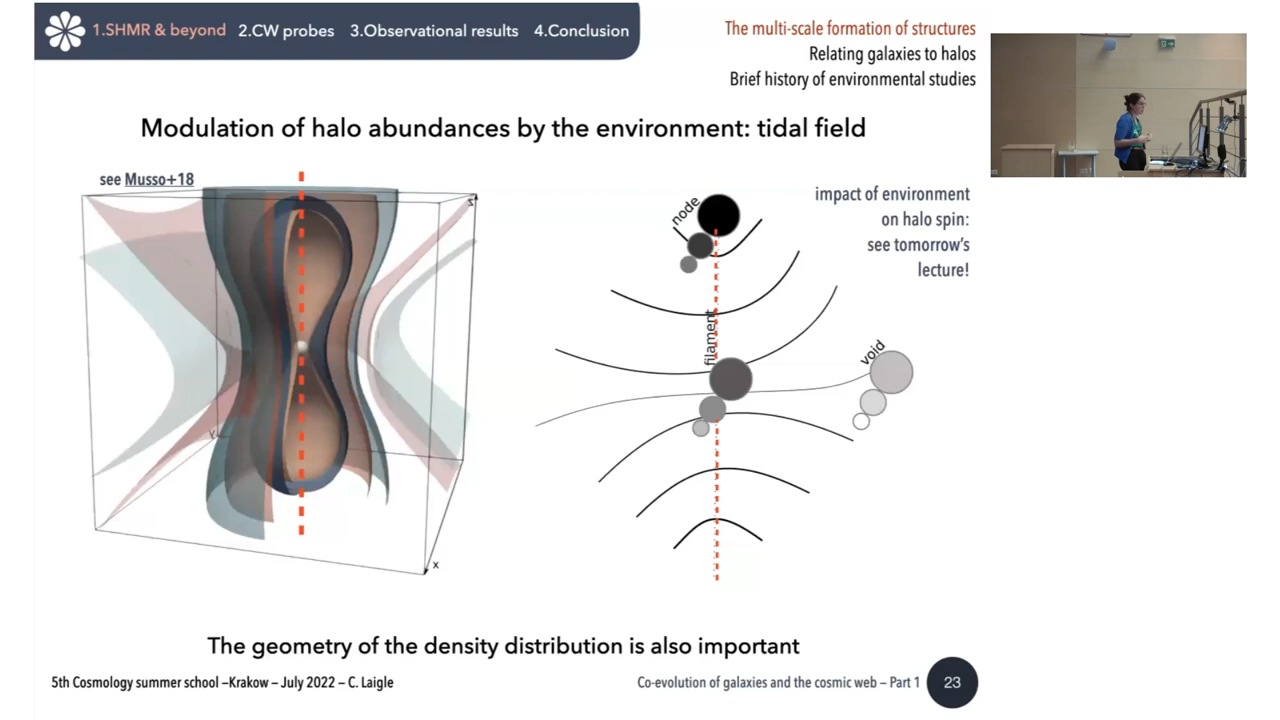 1.SHMR & beyond 2.CW probes 3.Observational results 4.Conclusion
The multi-scale formation of structures
Relating galaxies to halos
Brief history of environmental studies
Modulation of halo abundances by the environment: tidal field
see Musso+18
z
Y
x
node
filament
void
impact of environment
on halo spin:
see tomorrow's
lecture!
The geometry of the density distribution is also important
5th Cosmology summer school –Krakow – July 2022 – C. Laigle
Co-evolution of galaxies and the cosmic web – Part 1
23